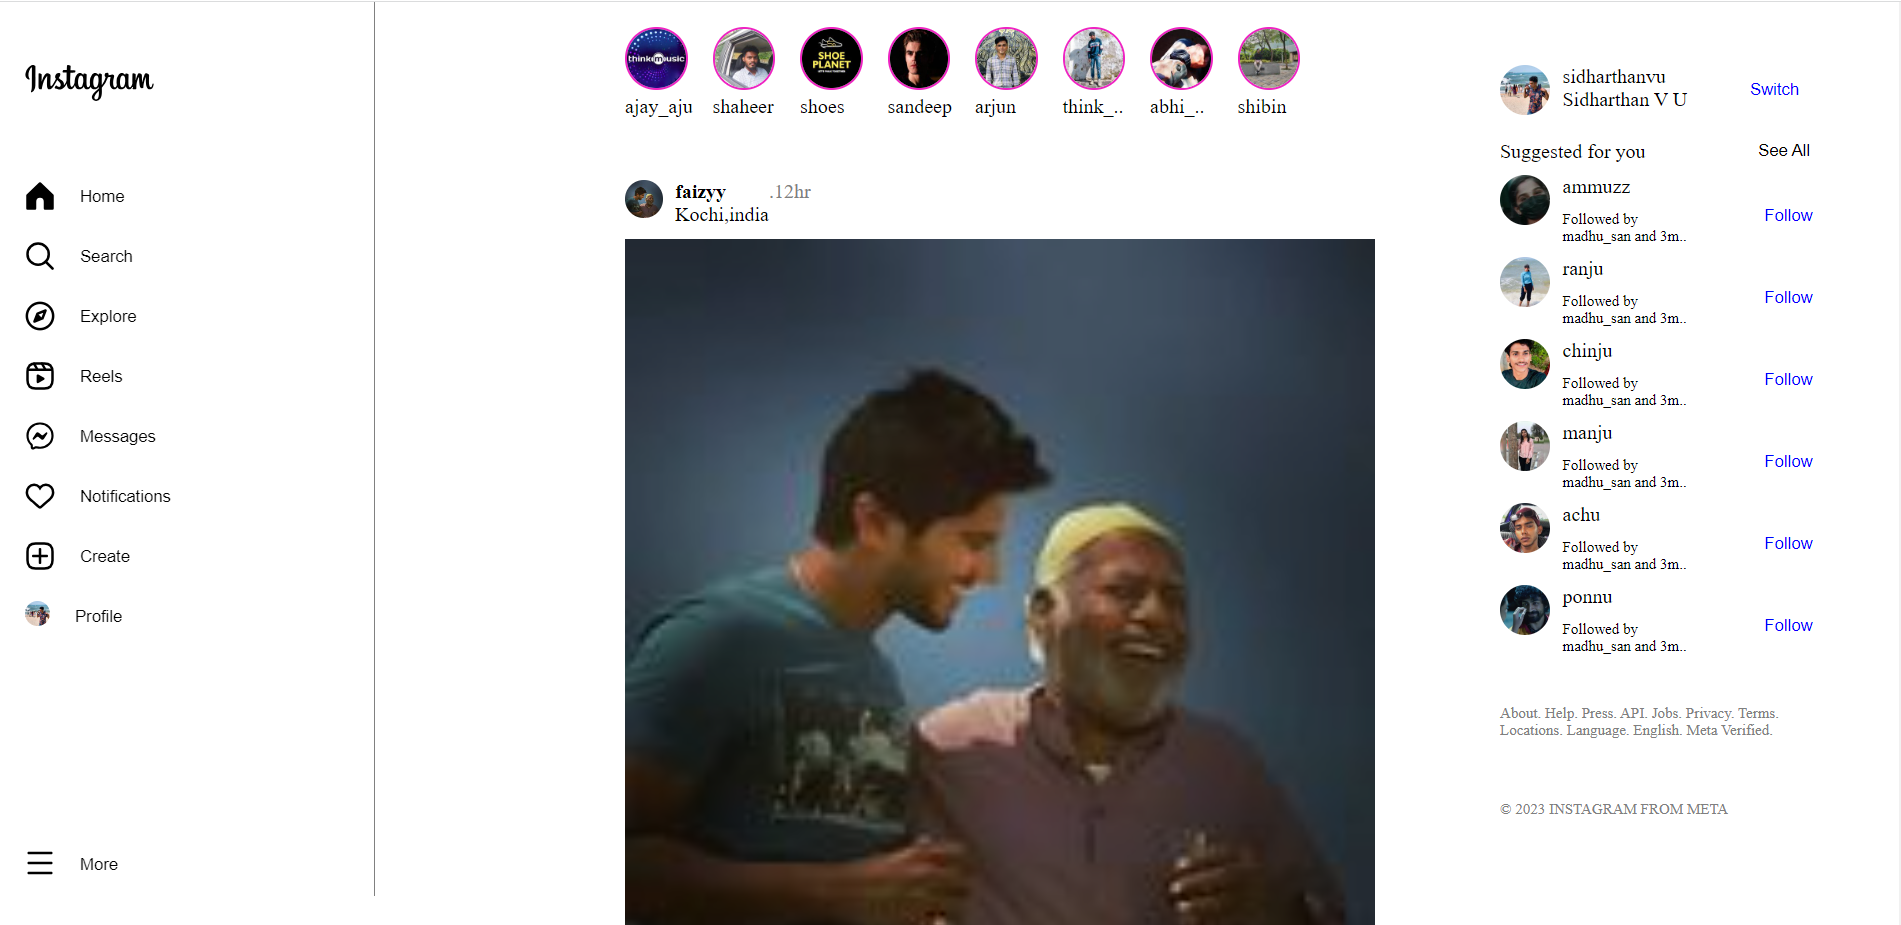 Instagram
Home
Search
Explore
Reels
Messages
Notifications
Create
Profile
More
thinkmusic
SHOE
PLANET
ajay_aju
shaheer
shoes
sandeep
arjun
think_..
abhi_..
shibin
faizyy .12hr
Kochi,india
sidharthanvu
Sidharthan V U
Switch
Suggested for you See All
ammuzz
Followed by
madhu_san and 3m..
Follow
ranju
Followed by
madhu_san and 3m..
Follow
chinju
Followed by
madhu_san and 3m..
Follow
manju
Followed by
madhu_san and 3m..
Follow
achu
Followed by
madhu_san and 3m..
Follow
ponnu
Followed by
madhu_san and 3m..
Follow
About. Help. Press. API. Jobs. Privacy. Terms.
Locations. Language. English. Meta Verified.
© 2023 INSTAGRAM FROM META